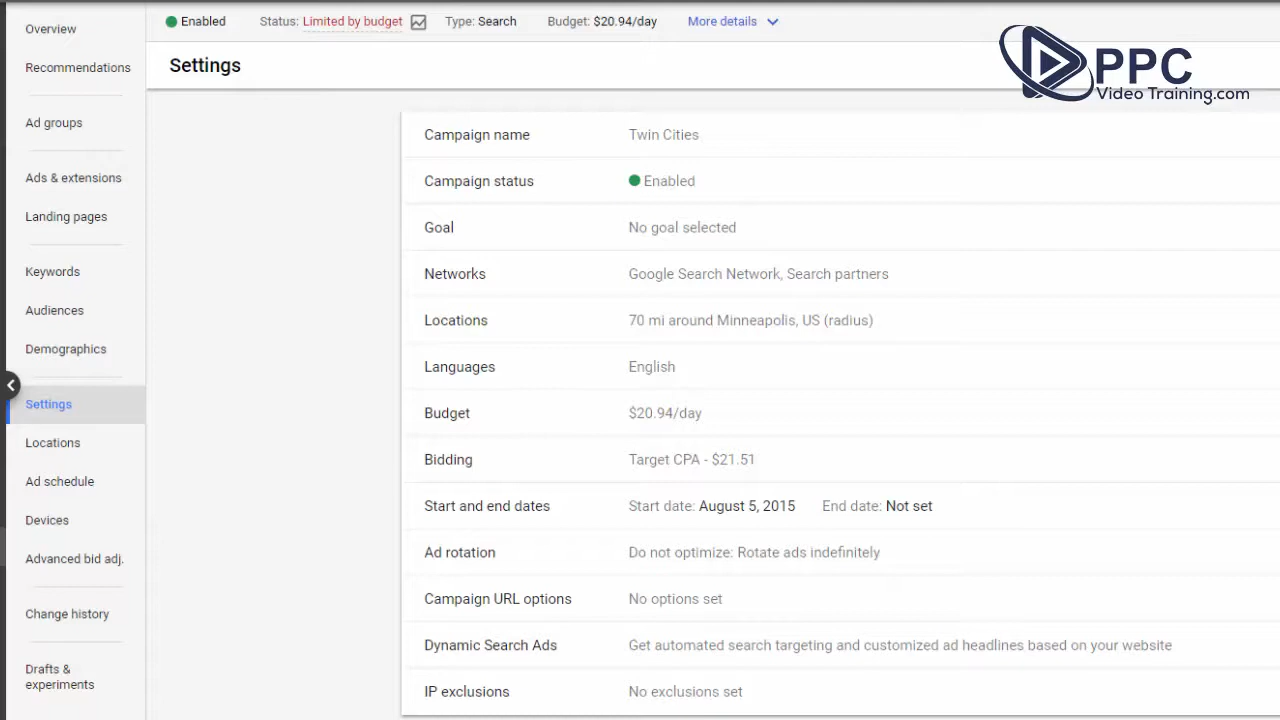 Enabled Status: Limited by budget Type: Search Budget: $20.94/day More details
Settings
PPC
Video Training.com
Overview
Recommendations
Ad groups
Ads & extensions
Landing pages
Keywords
Audiences
Demographics
Settings
Locations
Ad schedule
Devices
Advanced bid adj.
Change history
Drafts &
experiments
Campaign name Twin Cities
Campaign status Enabled
Goal No goal selected
Networks Google Search Network, Search partners
Locations 70 mi around Minneapolis, US (radius)
Languages English
Budget $20.94/day
Bidding Target CPA - $21.51
Start and end dates Start date: August 5, 2015 End date: Not set
Ad rotation Do not optimize: Rotate ads indefinitely
Campaign URL options No options set
Dynamic Search Ads Get automated search targeting and customized ad headlines based on your website
IP exclusions No exclusions set